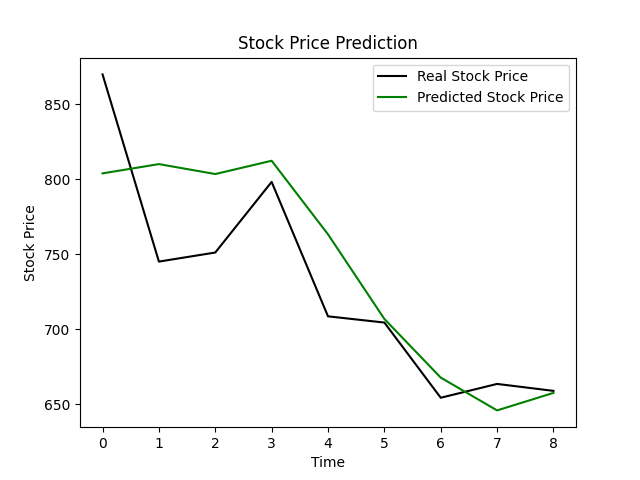 Stock Price Prediction
Real Stock Price
Predicted Stock Price
850
800
750
700
650
Stock Price
0 1 2 3 4 5 6 7 8
Time